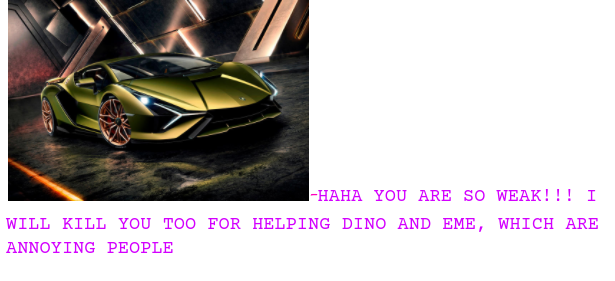 -HAHA YOU ARE SO WEAK!!! I
WILL KILL YOU TOO FOR HELPING DINO AND EME, WHICH ARE
ANNOYING PEOPLE